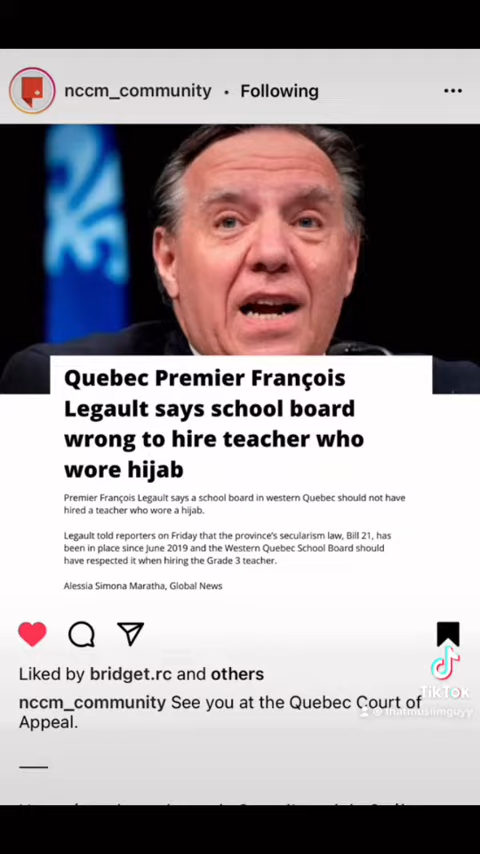 nccm_community • Following
Quebec Premier François
Legault says school board
wrong to hire teacher who
wore hijab
Premier François Legault says a school board in western Quebec should not have
hired a teacher who wore a hijab.
Legault told reporters on Friday that the province's secularism law, Bill 21, has
been in place since June 2019 and the Western Quebec School Board should
have respected it when hiring the Grade 3 teacher.
Alessia Simona Maratha, Global News
Liked by bridget.rc and others
TikTok
nccm_community See you at the Quebec Court of
Appeal.
@thatmuslimguyy